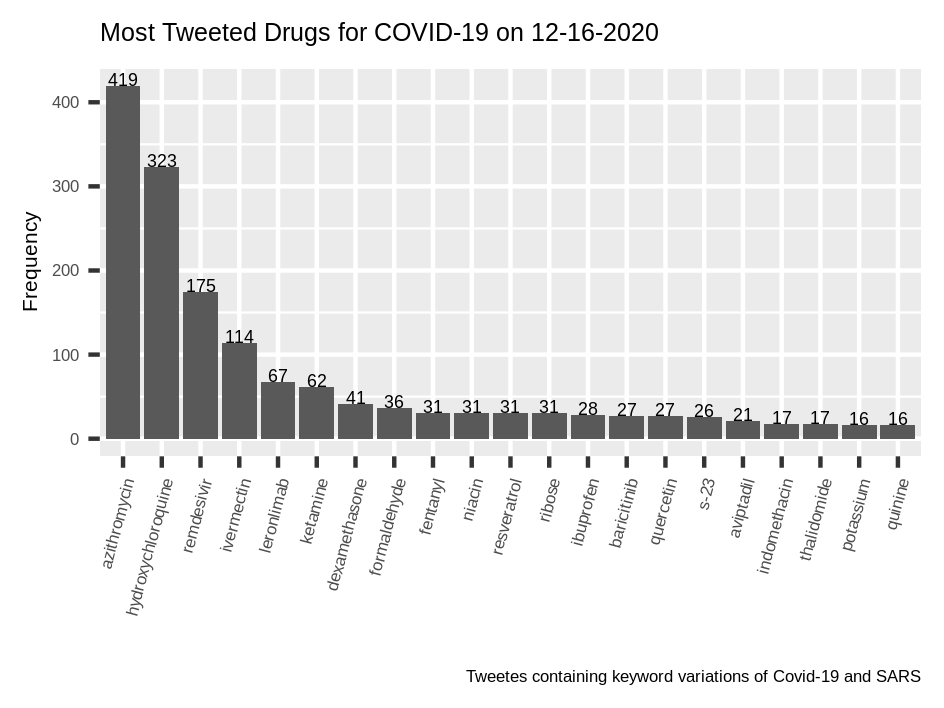 Most Tweeted Drugs for COVID-19 on 12-16-2020
Frequency
400
300
200
100
0
419
323
175
114
67
62
41
36
31
31
31
31
28
27
27
26
21
17
17
16
16
azithromycin
hydroxychloroquine
remdesivir
ivermectin
leronlimab
ketamine
dexamethasone
formaldehyde
fentanyl
niacin
resveratrol
ribose
ibuprofen
baricitinib
quercetin
s-23
aviptadil
indomethacin
thalidomide
potassium
quinine
Tweetes containing keyword variations of Covid-19 and SARS